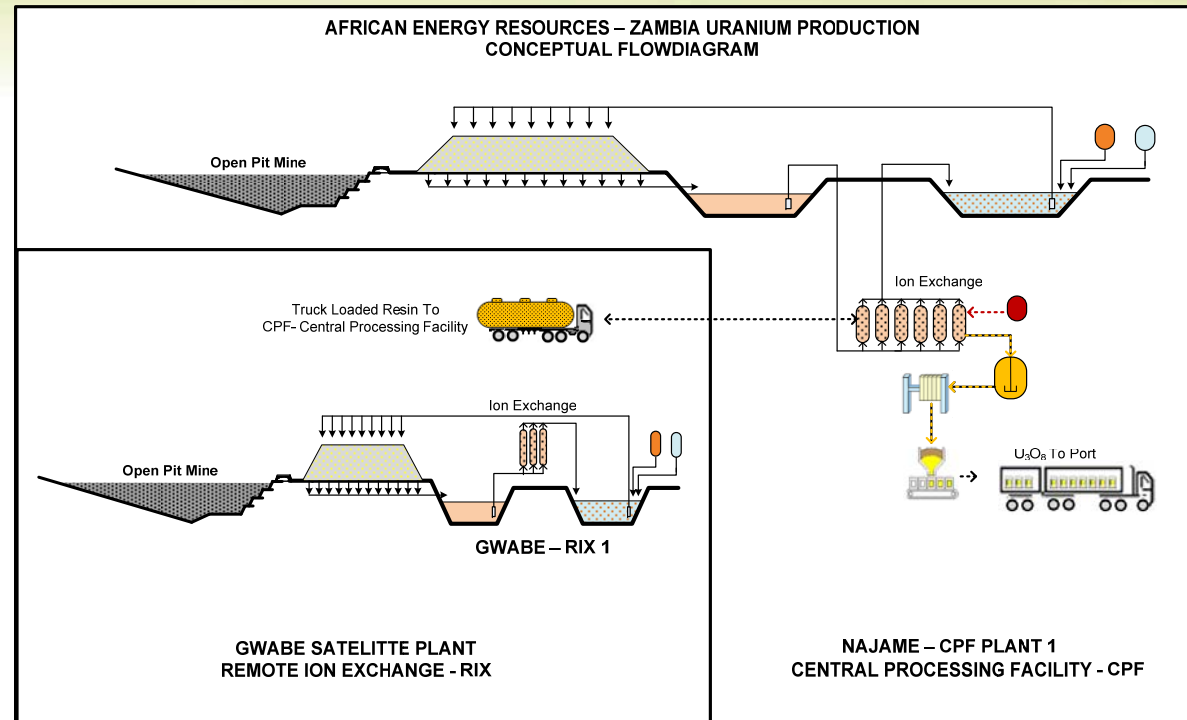 AFRICAN ENERGY RESOURCES – ZAMBIA URANIUM PRODUCTION
CONCEPTUAL FLOWDIAGRAM
Open Pit Mine
Ion Exchange
Truck Loaded Resin To
CPF- Central Processing Facility
Ion Exchange
Open Pit Mine
U₃O₈ To Port
GWABE – RIX 1
GWABE SATELITTE PLANT
REMOTE ION EXCHANGE - RIX
NAJAME – CPF PLANT 1
CENTRAL PROCESSING FACILITY - CPF